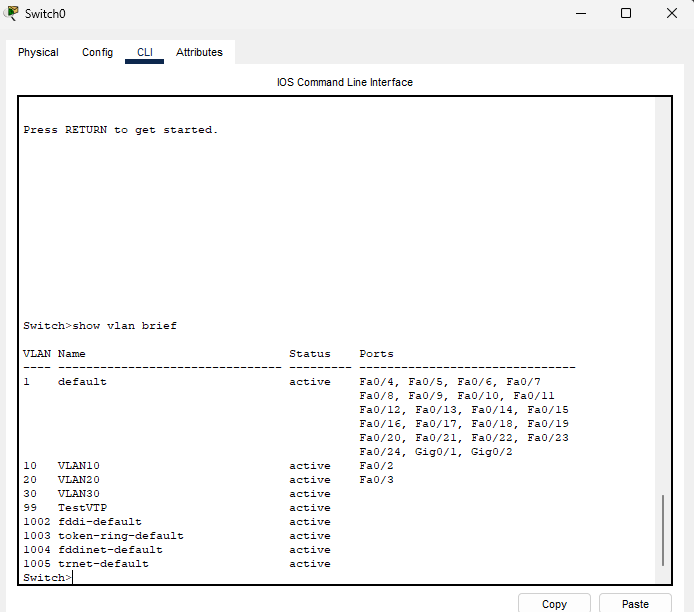 Switch0
Physical Config CLI Attributes
IOS Command Line Interface
Press RETURN to get started.
Switch>show vlan brief
VLAN Name                             Status    Ports
---- -------------------------------- --------- -------------------------------
1    default                          active    Fa0/4, Fa0/5, Fa0/6, Fa0/7
                                                Fa0/8, Fa0/9, Fa0/10, Fa0/11
                                                Fa0/12, Fa0/13, Fa0/14, Fa0/15
                                                Fa0/16, Fa0/17, Fa0/18, Fa0/19
                                                Fa0/20, Fa0/21, Fa0/22, Fa0/23
                                                Fa0/24, Gig0/1, Gig0/2
10   VLAN10                           active    Fa0/2
20   VLAN20                           active    Fa0/3
30   VLAN30                           active
99   TestVTP                          active
1002 fddi-default                     active
1003 token-ring-default               active
1004 fddinet-default                  active
1005 trnet-default                    active
Switch>
Copy Paste